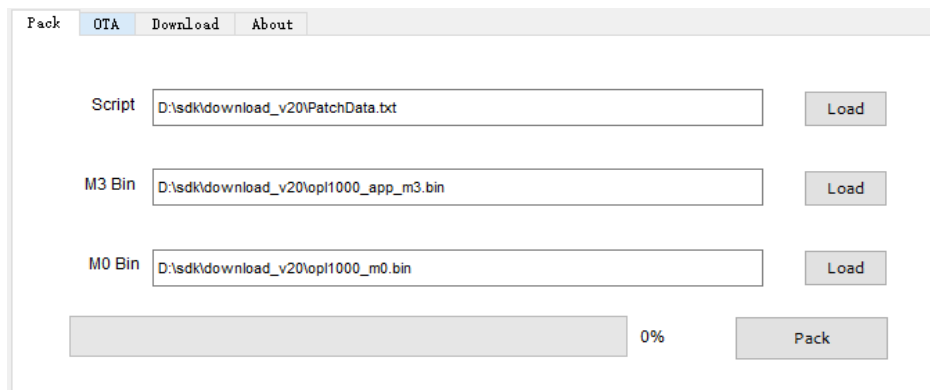 Pack OTA Download About
Script D:\sdk\download_v20\PatchData.txt Load
M3 Bin D:\sdk\download_v20\opl1000_app_m3.bin Load
M0 Bin D:\sdk\download_v20\opl1000_m0.bin Load
0% Pack